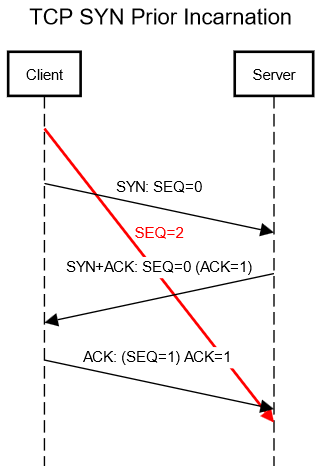 TCP SYN Prior Incarnation
Client
Server
SYN: SEQ=0
SEQ=2
SYN+ACK: SEQ=0 (ACK=1)
ACK: (SEQ=1) ACK=1